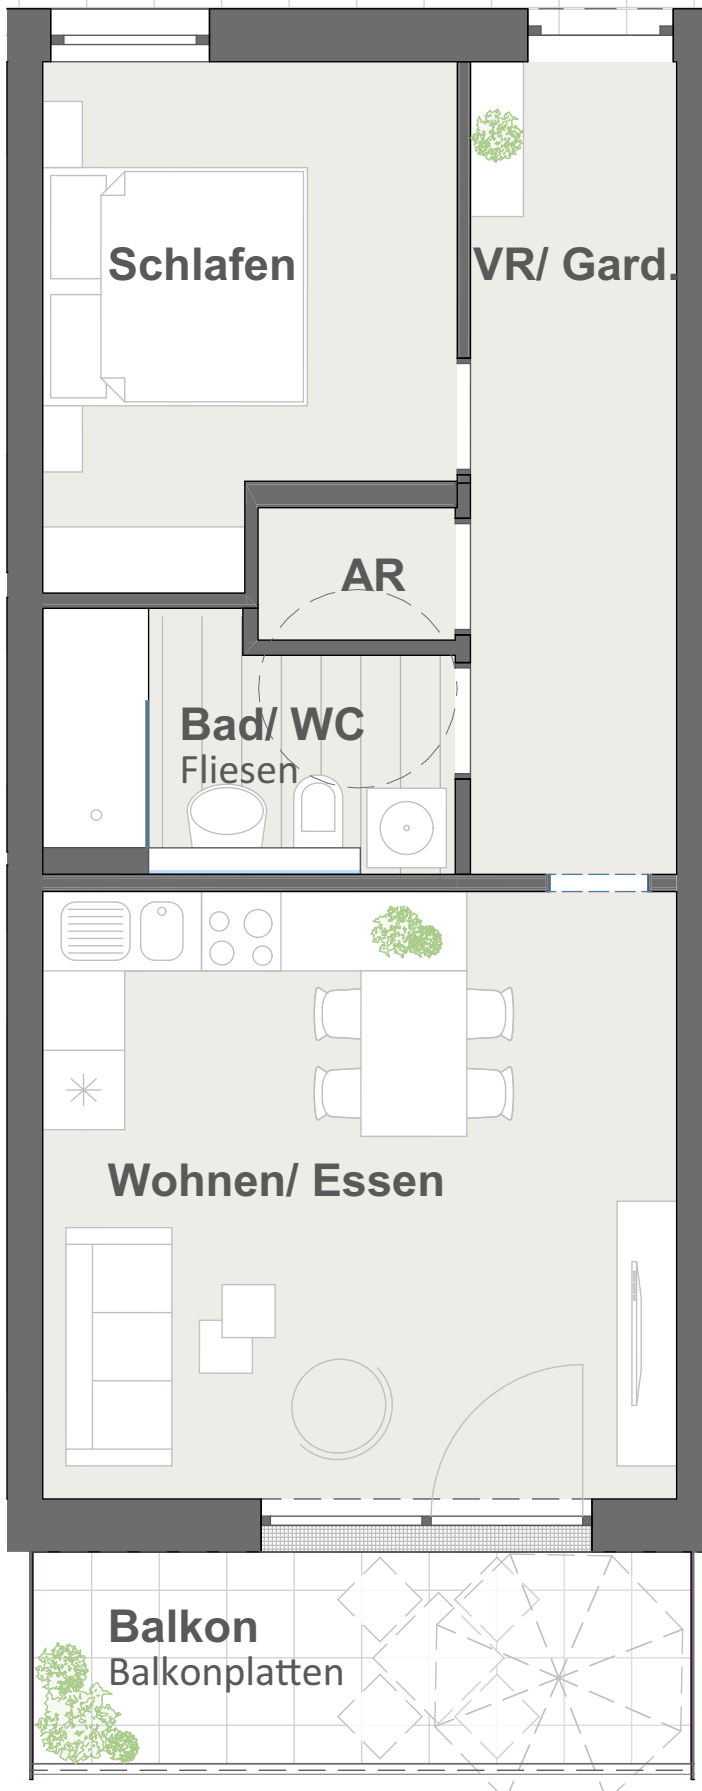 Schlafen
VR/ Gard.
AR
Bad/ WC
Fliesen
Wohnen/ Essen
Balkon
Balkonplatten